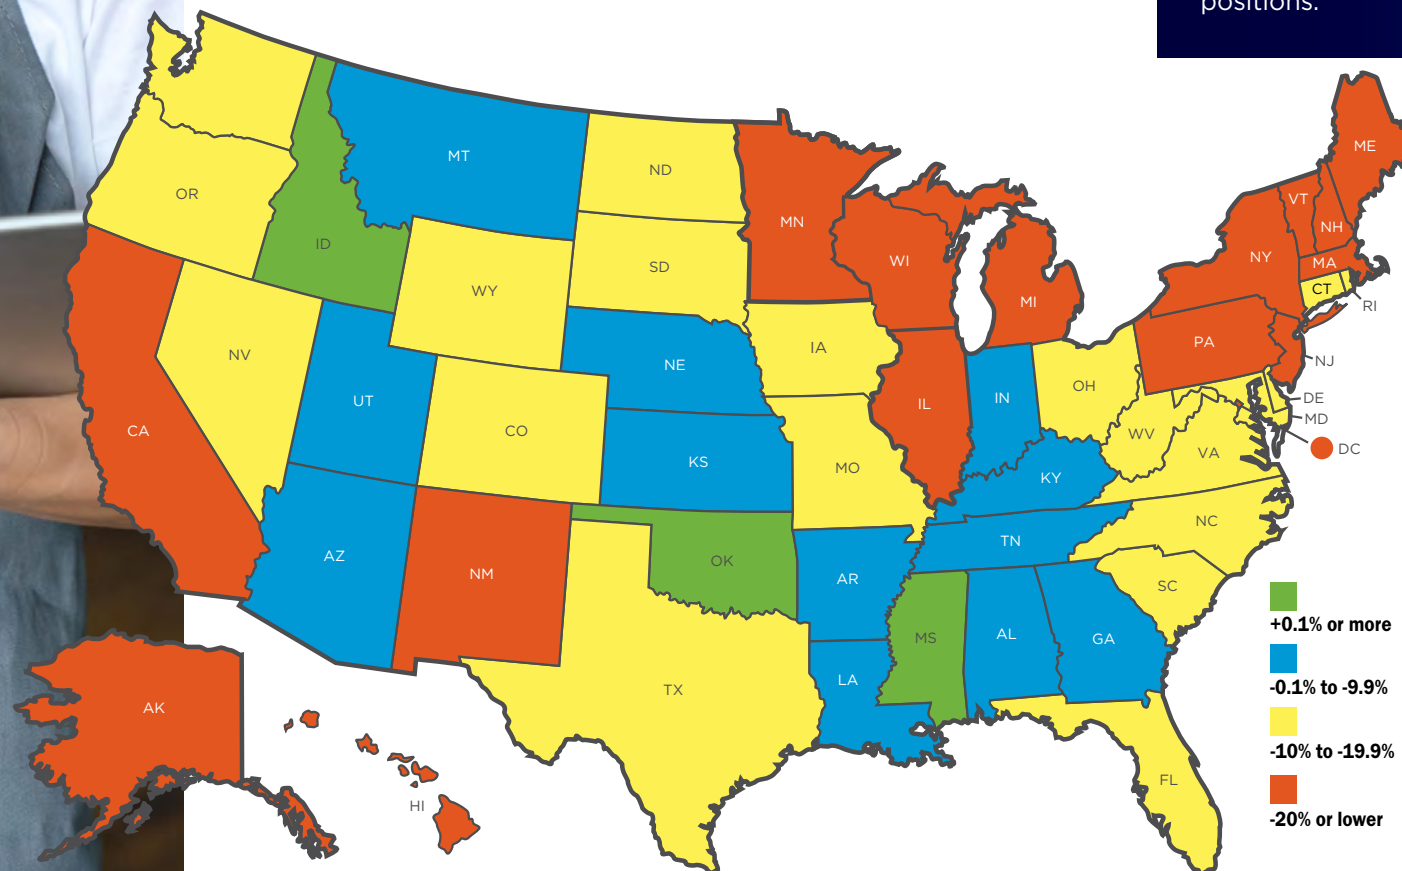 positions.
MT
ND
OR
ID
SD
WY
MN
WI
MI
ME
VT
NH
NY
MA
CT
RI
NV
UT
CO
NE
IA
IL
IN
OH
PA
NJ
DE
MD
DC
CA
KS
MO
KY
WV
VA
AZ
NM
OK
AR
TN
NC
SC
MS
AL
GA
LA
TX
FL
AK
HI
+0.1% or more
-0.1% to -9.9%
-10% to -19.9%
-20% or lower